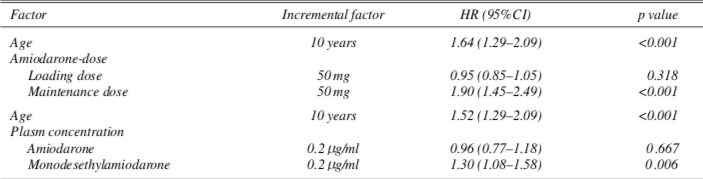 Factor Incremental factor HR (95%CI) p value
Age 10 years 1.64 (1.29–2.09) <0.001
Amiodarone-dose
Loading dose 50 mg 0.95 (0.85–1.05) 0.318
Maintenance dose 50 mg 1.90 (1.45–2.49) <0.001
Age 10 years 1.52 (1.29–2.09) <0.001
Plasm concentration
Amiodarone 0.2 µg/ml 0.96 (0.77–1.18) 0.667
Monodesethylamiodarone 0.2 µg/ml 1.30 (1.08–1.58) 0.006